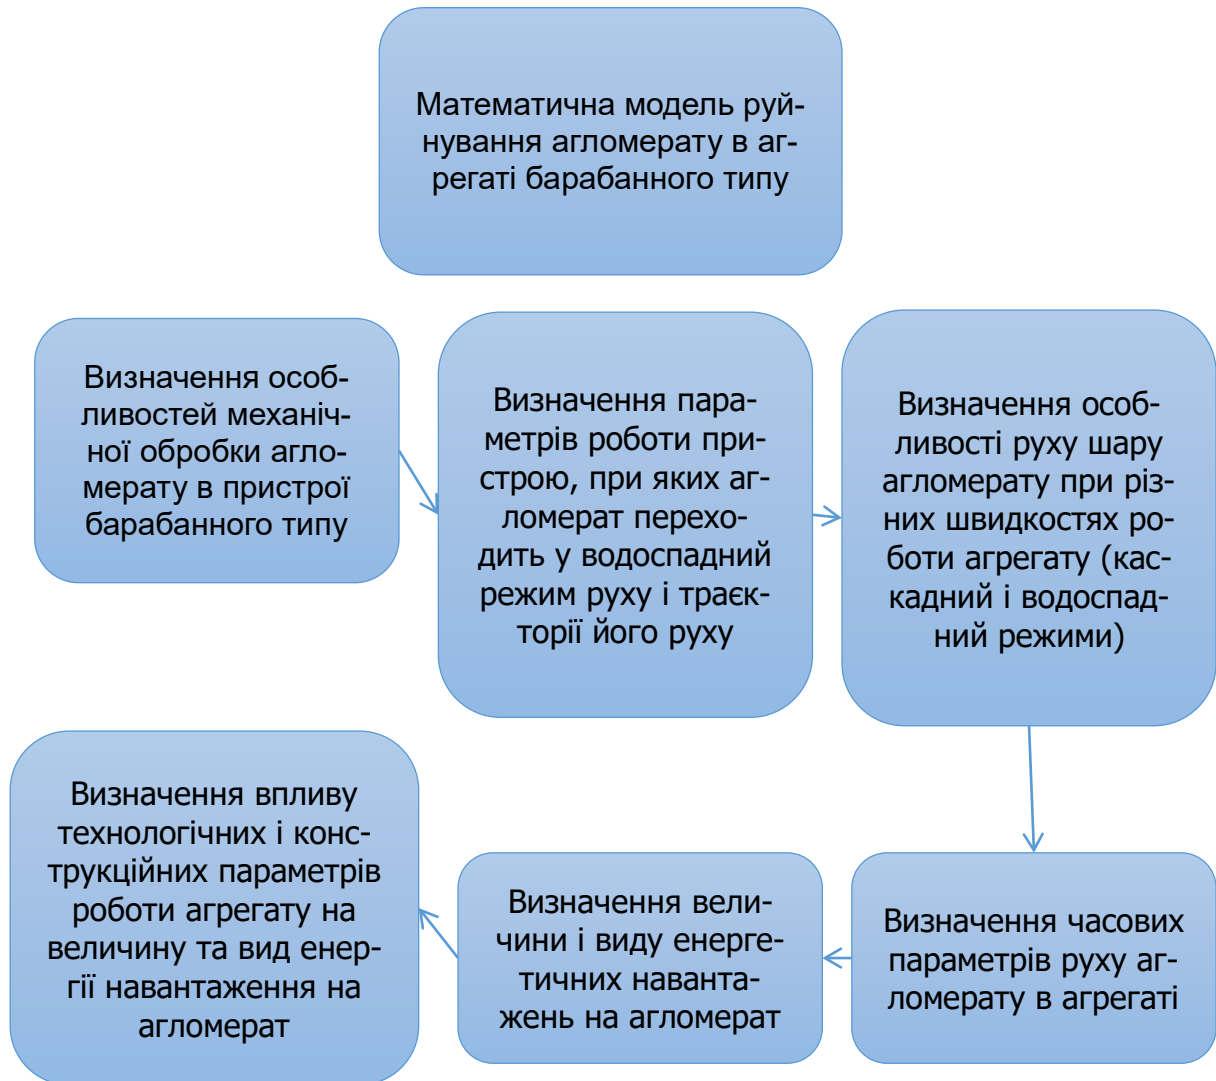 Математична модель руй-
нування агломерату в аг-
регаті барабанного типу
Визначення особ-
ливостей механіч-
ної обробки агло-
мерату в пристрої
барабанного типу
Визначення пара-
метрів роботи при-
строю, при яких аг-
ломерат перехо-
дить у водоспадний
режим руху і траєк-
торії його руху
Визначення особ-
ливості руху шару
агломерату при різ-
них швидкостях ро-
боти агрегату (кас-
кадний і водоспад-
ний режими)
Визначення часових
параметрів руху аг-
ломерату в агрегаті
Визначення вели-
чини і виду енерге-
тичних наванта-
жень на агломерат
Визначення впливу
технологічних і конс-
трукційних параметрів
роботи агрегату на
величину та вид енер-
гії навантаження на
агломерат